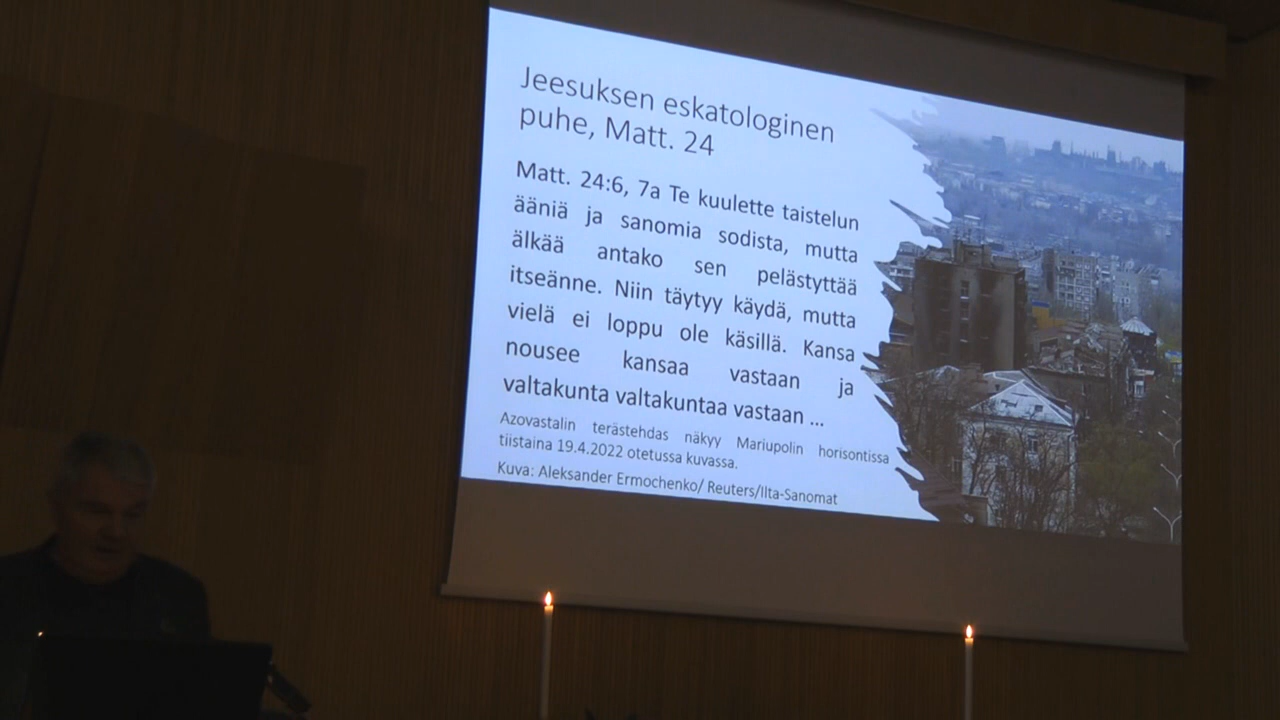 Jeesuksen eskatologinen
puhe, Matt. 24
Matt. 24:6, 7a Te kuulette taistelun
ääniä ja sanomia sodista, mutta
älkää antako sen pelästyttää
itseänne. Niin täytyy käydä, mutta
vielä ei loppu ole käsillä. Kansa
nousee kansaa vastaan ja
valtakunta valtakuntaa vastaan ...
Azovastalin terästehdas näkyy Mariupolin horisontissa
tiistaina 19.4.2022 otetussa kuvassa.
Kuva: Aleksander Ermochenko/ Reuters/Ilta-Sanomat